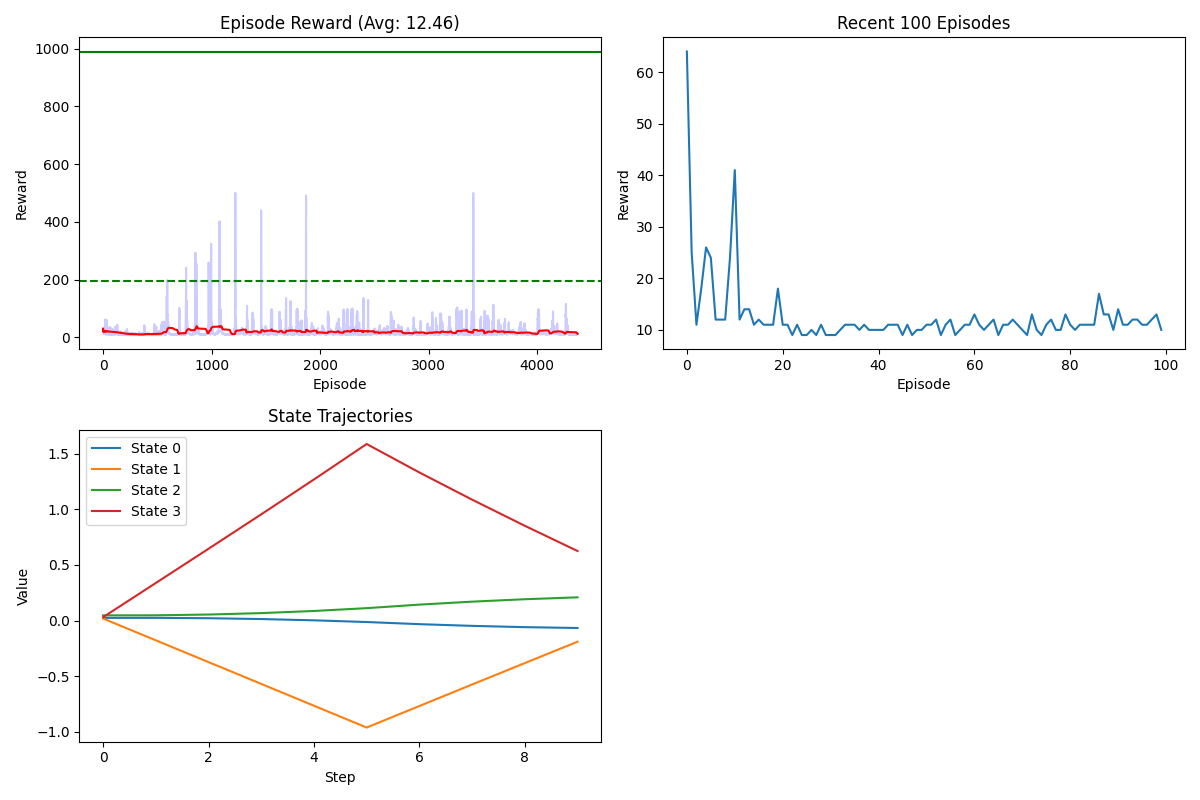 Episode Reward (Avg: 12.46)
1000
800
600
400
200
0
Reward
0 1000 2000 3000 4000
Episode
Recent 100 Episodes
60
50
40
30
20
10
Reward
0 20 40 60 80 100
Episode
State Trajectories
State 0
State 1
State 2
State 3
1.5
1.0
0.5
0.0
−0.5
−1.0
Value
0 2 4 6 8
Step